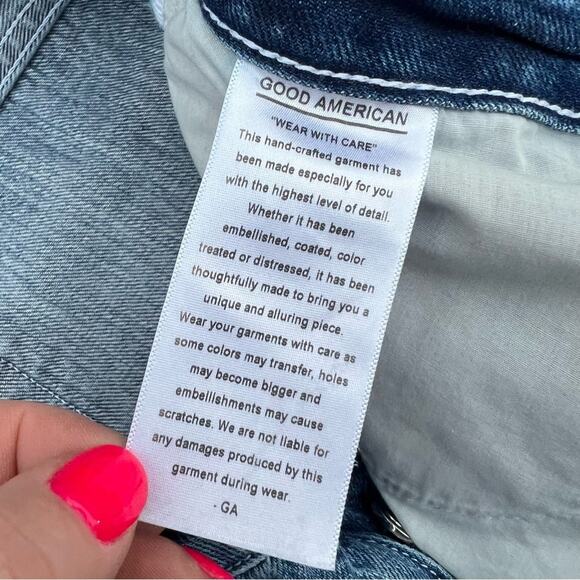 GOOD AMERICAN
"WEAR WITH CARE"
This hand-crafted garment has
been made especially for you
with the highest level of detail.
Whether it has been
embellished, coated, color
treated or distressed, it has been
thoughtfully made to bring you a
unique and alluring piece.
Wear your garments with care as
some colors may transfer, holes
may become bigger and
embellishments may cause
scratches. We are not liable for
any damages produced by this
garment during wear.
- GA